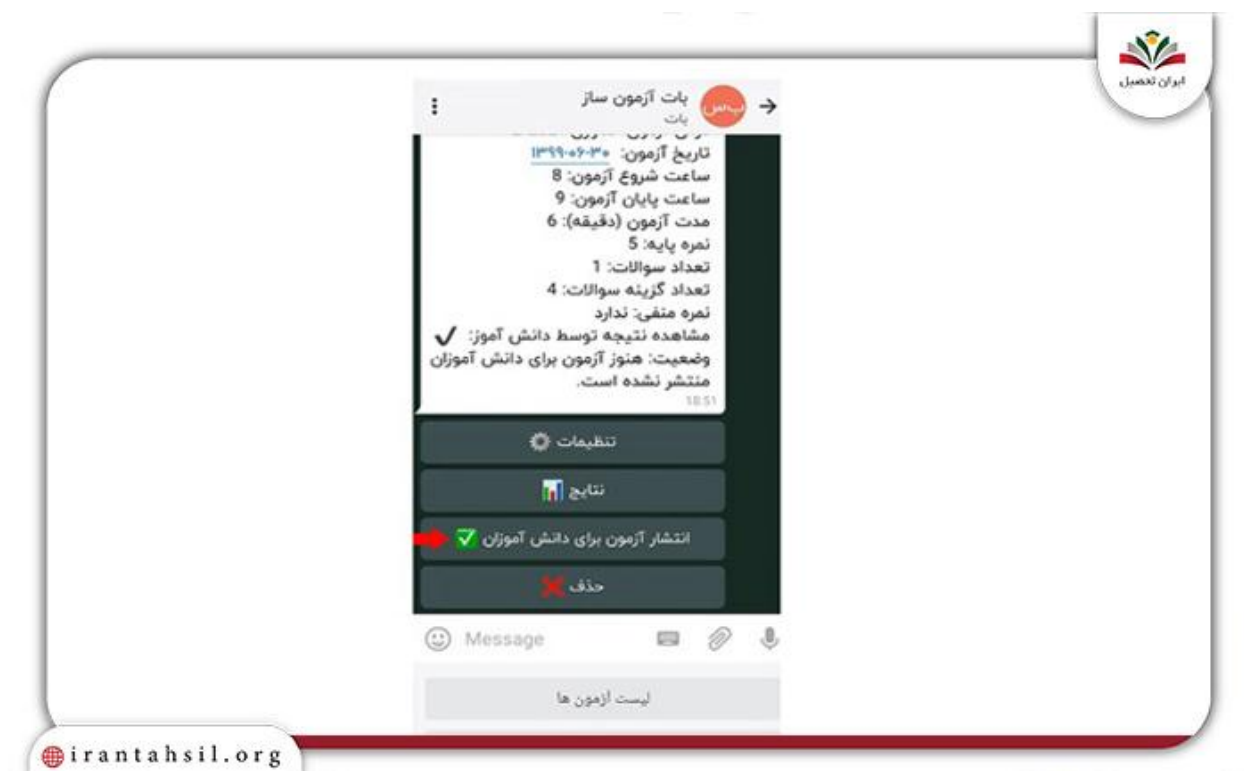 ایران تحصیل
بات آزمون ساز
بات
تاریخ آزمون: ۱۳۹۹-۰۶-۳۰
ساعت شروع آزمون: 8
ساعت پایان آزمون: 9
مدت آزمون (دقیقه): 6
نمره پایه: 5
تعداد سوالات: 1
تعداد گزینه سوالات: 4
نمره منفی: ندارد
مشاهده نتیجه توسط دانش آموز: ✔
وضعیت: هنوز آزمون برای دانش آموزان
منتشر نشده است.
18:51
تنظیمات
نتایج
انتشار آزمون برای دانش آموزان
حذف
Message
لیست آزمون ها
irantahsil.org